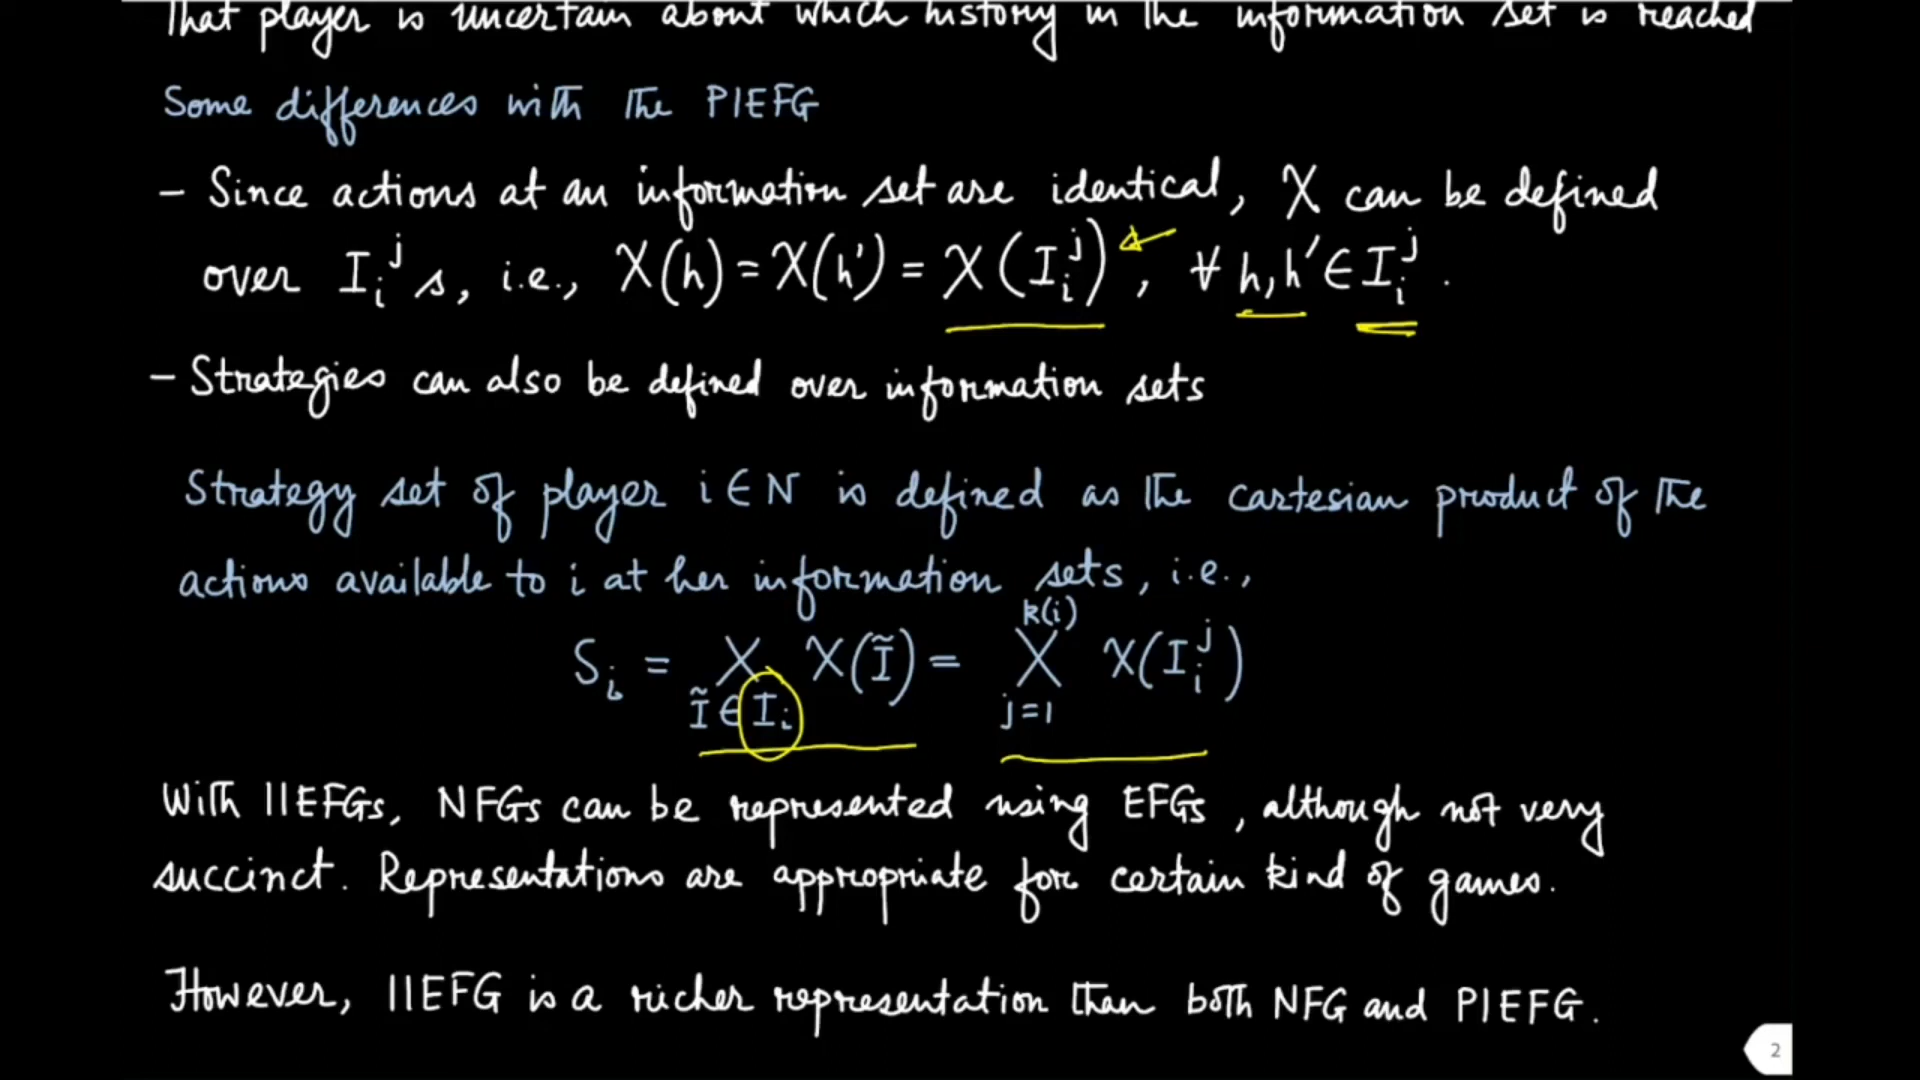 That player is uncertain about which history in the information set is reached
Some differences with the PIEFG
- Since actions at an information set are identical, X can be defined
over I_i^j s, i.e., X(h) = X(h') = X(I_i^j), ∀ h, h' ∈ I_i^j.
- Strategies can also be defined over information sets
Strategy set of player i ∈ N is defined as the cartesian product of the
actions available to i at her information sets, i.e.,
S_i = X_{Ĩ ∈ I_i} X(Ĩ) = X_{j=1}^{k(i)} X(I_i^j)
With IIEFGs, NFGs can be represented using EFGs, although not very
succinct. Representations are appropriate for certain kind of games.
However, IIEFG is a richer representation than both NFG and PIEFG.
2